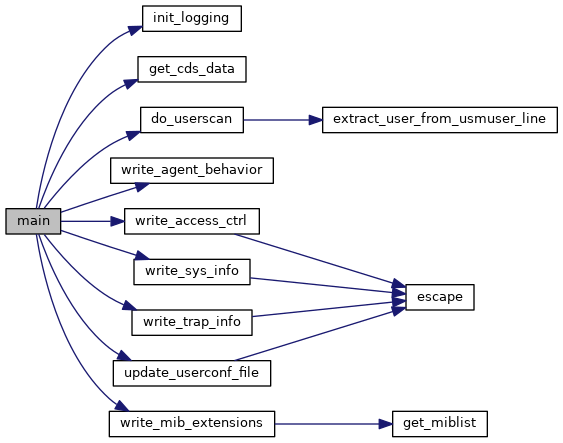 init_logging
get_cds_data
do_userscan
extract_user_from_usmuser_line
write_agent_behavior
main
write_access_ctrl
write_sys_info
escape
write_trap_info
update_userconf_file
write_mib_extensions
get_miblist